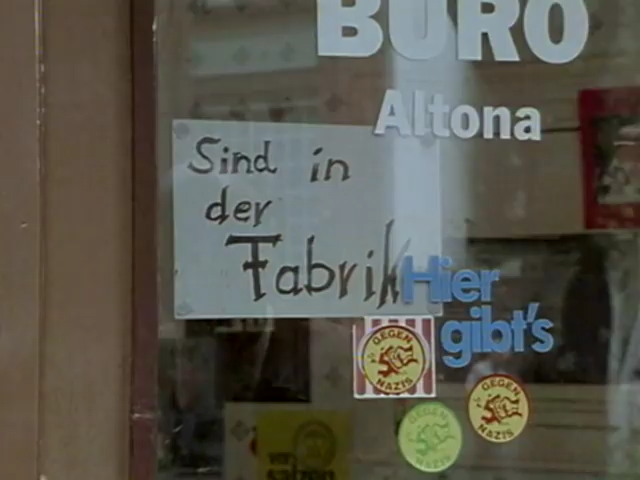 BÜRO
Altona
Sind in
der
Fabrik
Hier
gibt's
GEGEN
NAZIS
GEGEN
NAZIS
GEGEN
NAZIS